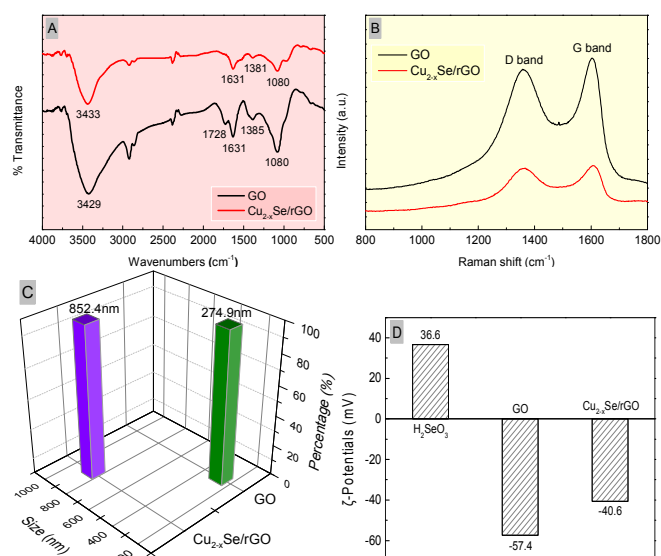 A
% Transmittance
3433
1631
1381
1080
3429
1728
1631
1385
1080
GO
Cu2-xSe/rGO
4000 3500 3000 2500 2000 1500 1000 500
Wavenumbers (cm-1)
B
Intensity (a.u.)
GO
Cu2-xSe/rGO
D band
G band
800 1000 1200 1400 1600 1800
Raman shift (cm-1)
C
852.4nm
274.9nm
100
80
60
40
20
0
Percentage (%)
1000
800
600
400
Size (nm)
GO
Cu2-xSe/rGO
D
ζ-Potentials (mV)
40
20
0
-20
-40
-60
36.6
H2SeO3
GO
-57.4
Cu2-xSe/rGO
-40.6